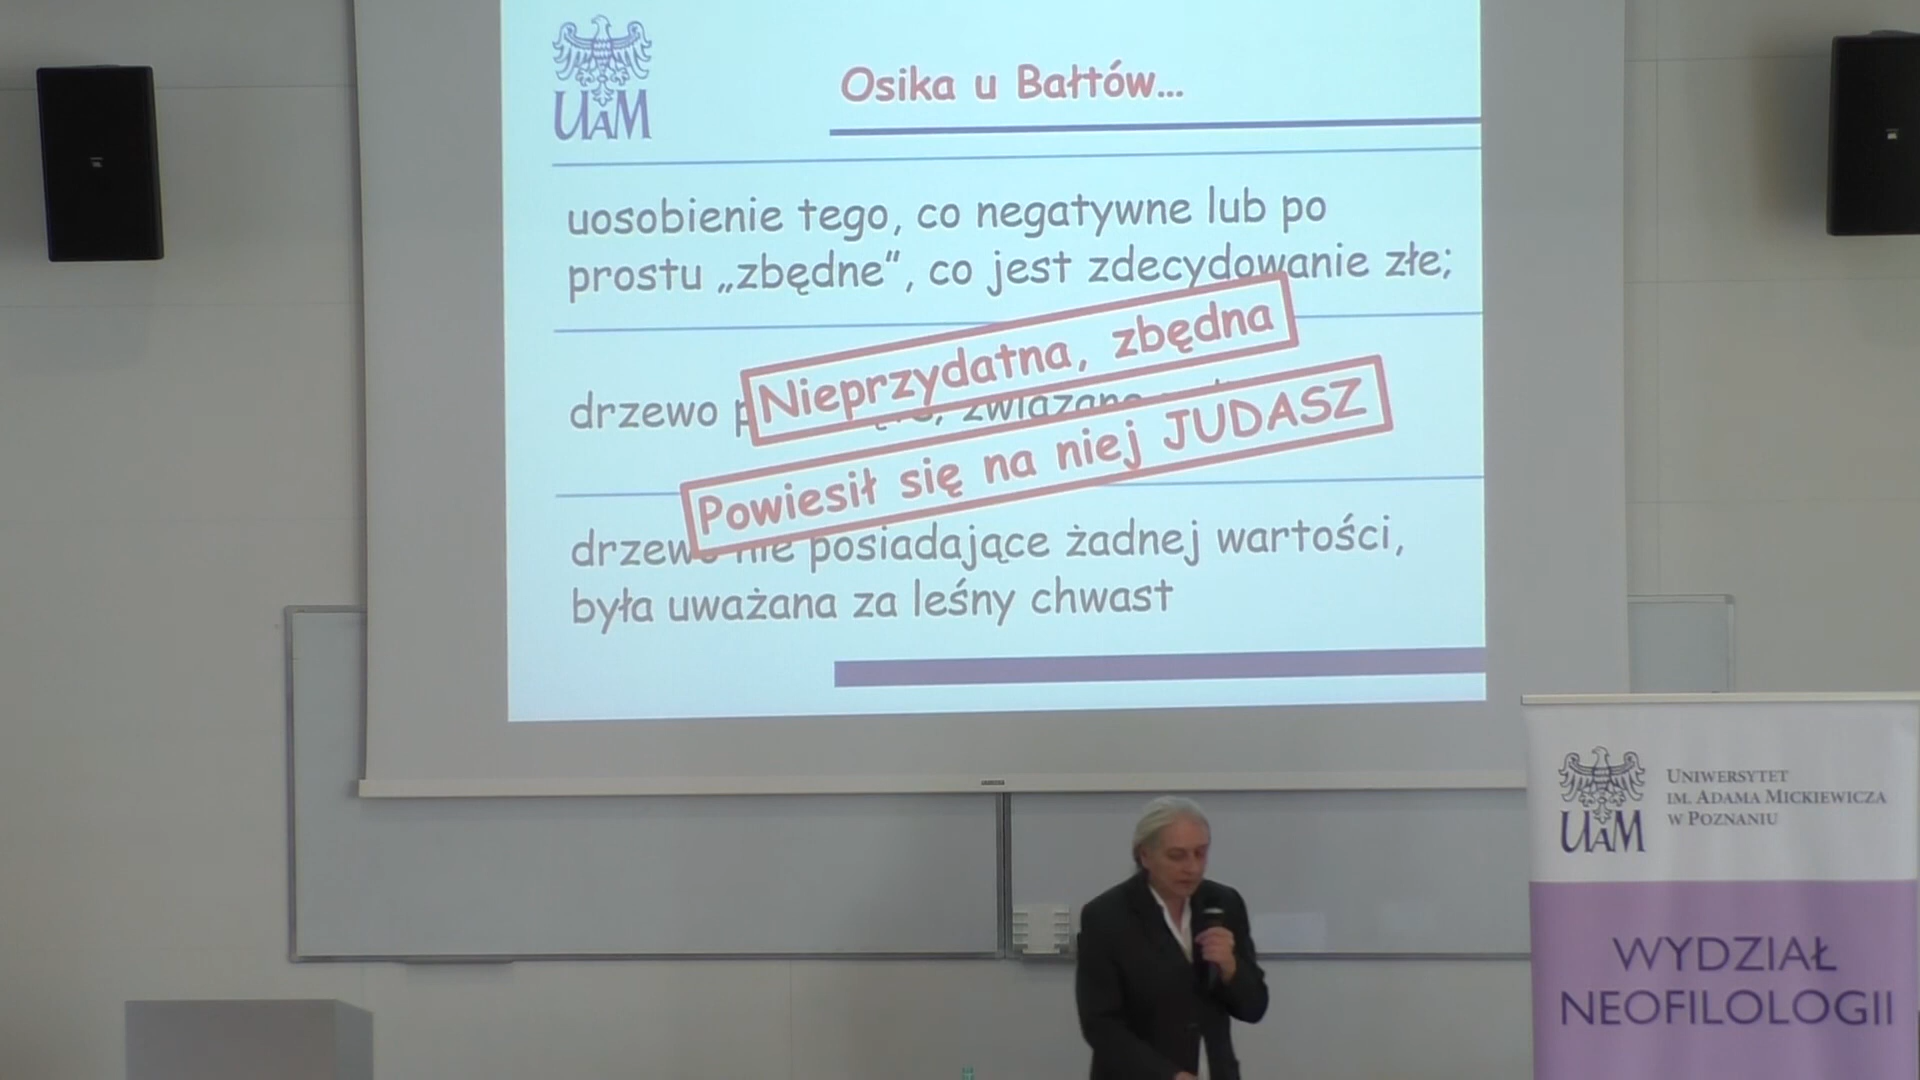 UAM
Osika u Bałtów...
uosobienie tego, co negatywne lub po
prostu „zbędne”, co jest zdecydowanie złe;
Nieprzydatna, zbędna
drzewo
Powiesił się na niej JUDASZ
drzewo nie posiadające żadnej wartości,
była uważana za leśny chwast
UAM
UNIWERSYTET
IM. ADAMA MICKIEWICZA
W POZNANIU
WYDZIAŁ
NEOFILOLOGII